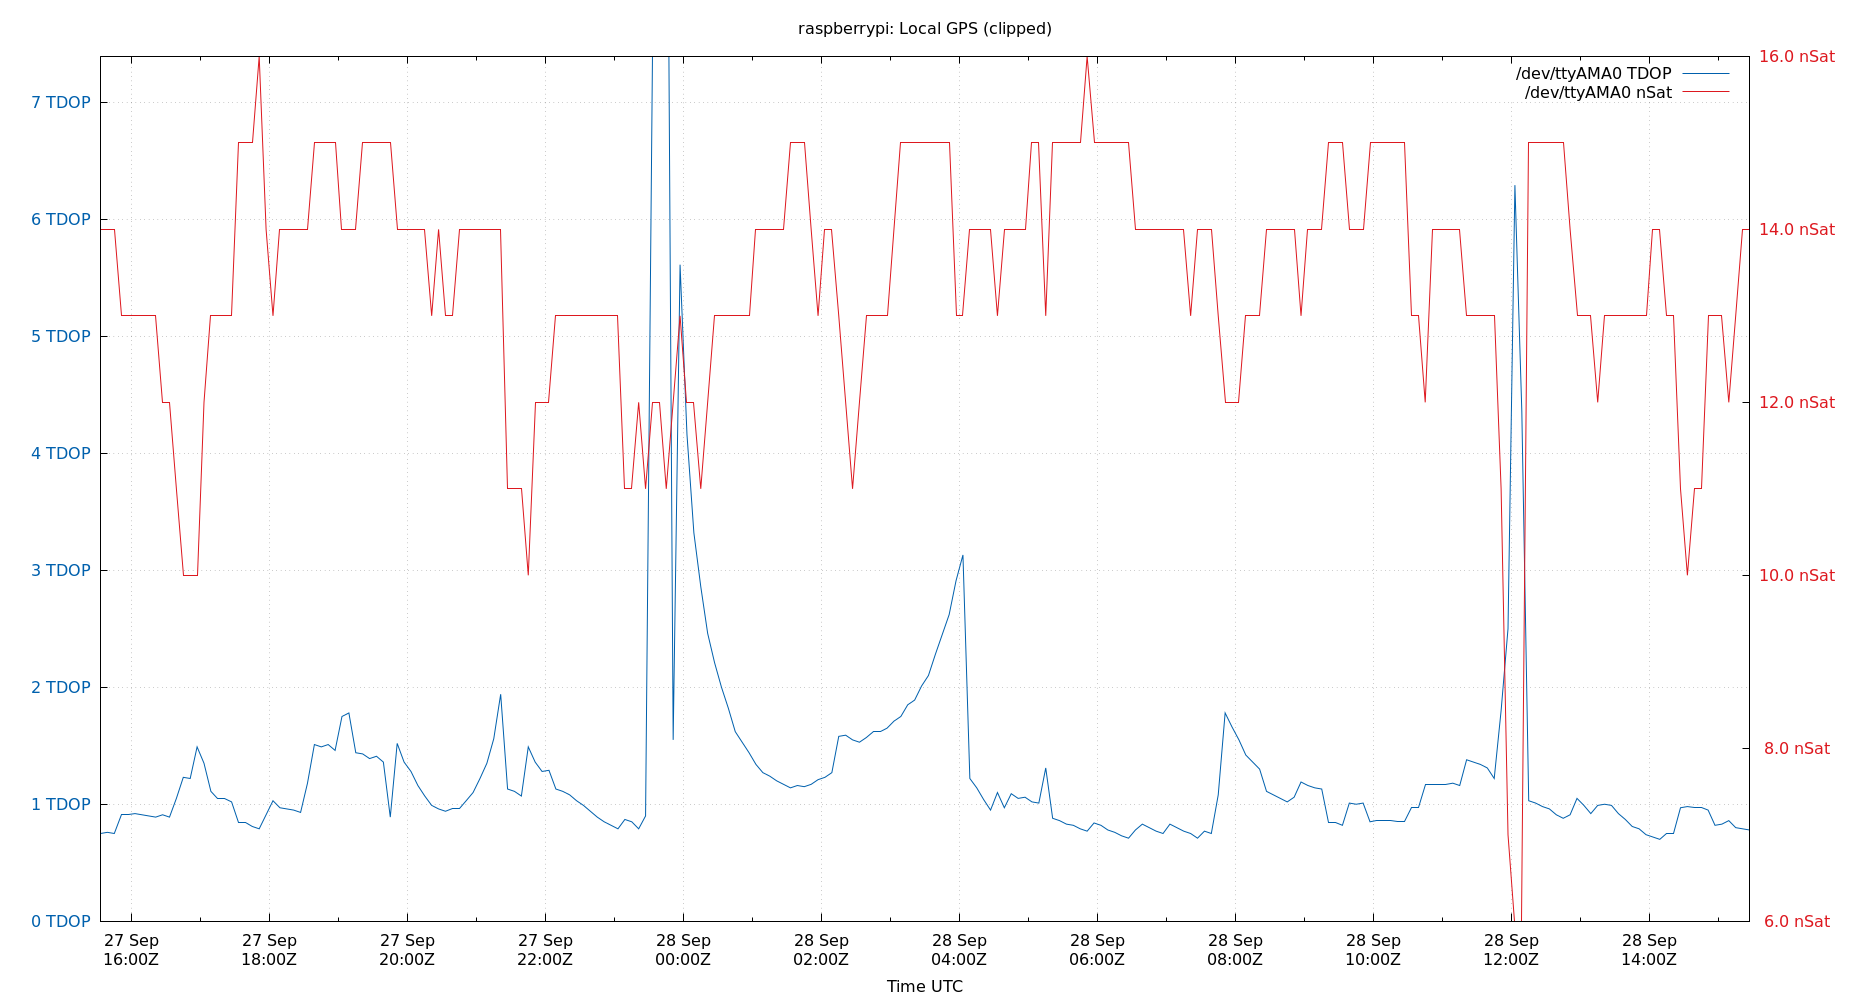 raspberrypi: Local GPS (clipped)
/dev/ttyAMA0 TDOP
/dev/ttyAMA0 nSat
7 TDOP
6 TDOP
5 TDOP
4 TDOP
3 TDOP
2 TDOP
1 TDOP
0 TDOP
16.0 nSat
14.0 nSat
12.0 nSat
10.0 nSat
8.0 nSat
6.0 nSat
27 Sep
16:00Z
27 Sep
18:00Z
27 Sep
20:00Z
27 Sep
22:00Z
28 Sep
00:00Z
28 Sep
02:00Z
28 Sep
04:00Z
28 Sep
06:00Z
28 Sep
08:00Z
28 Sep
10:00Z
28 Sep
12:00Z
28 Sep
14:00Z
Time UTC